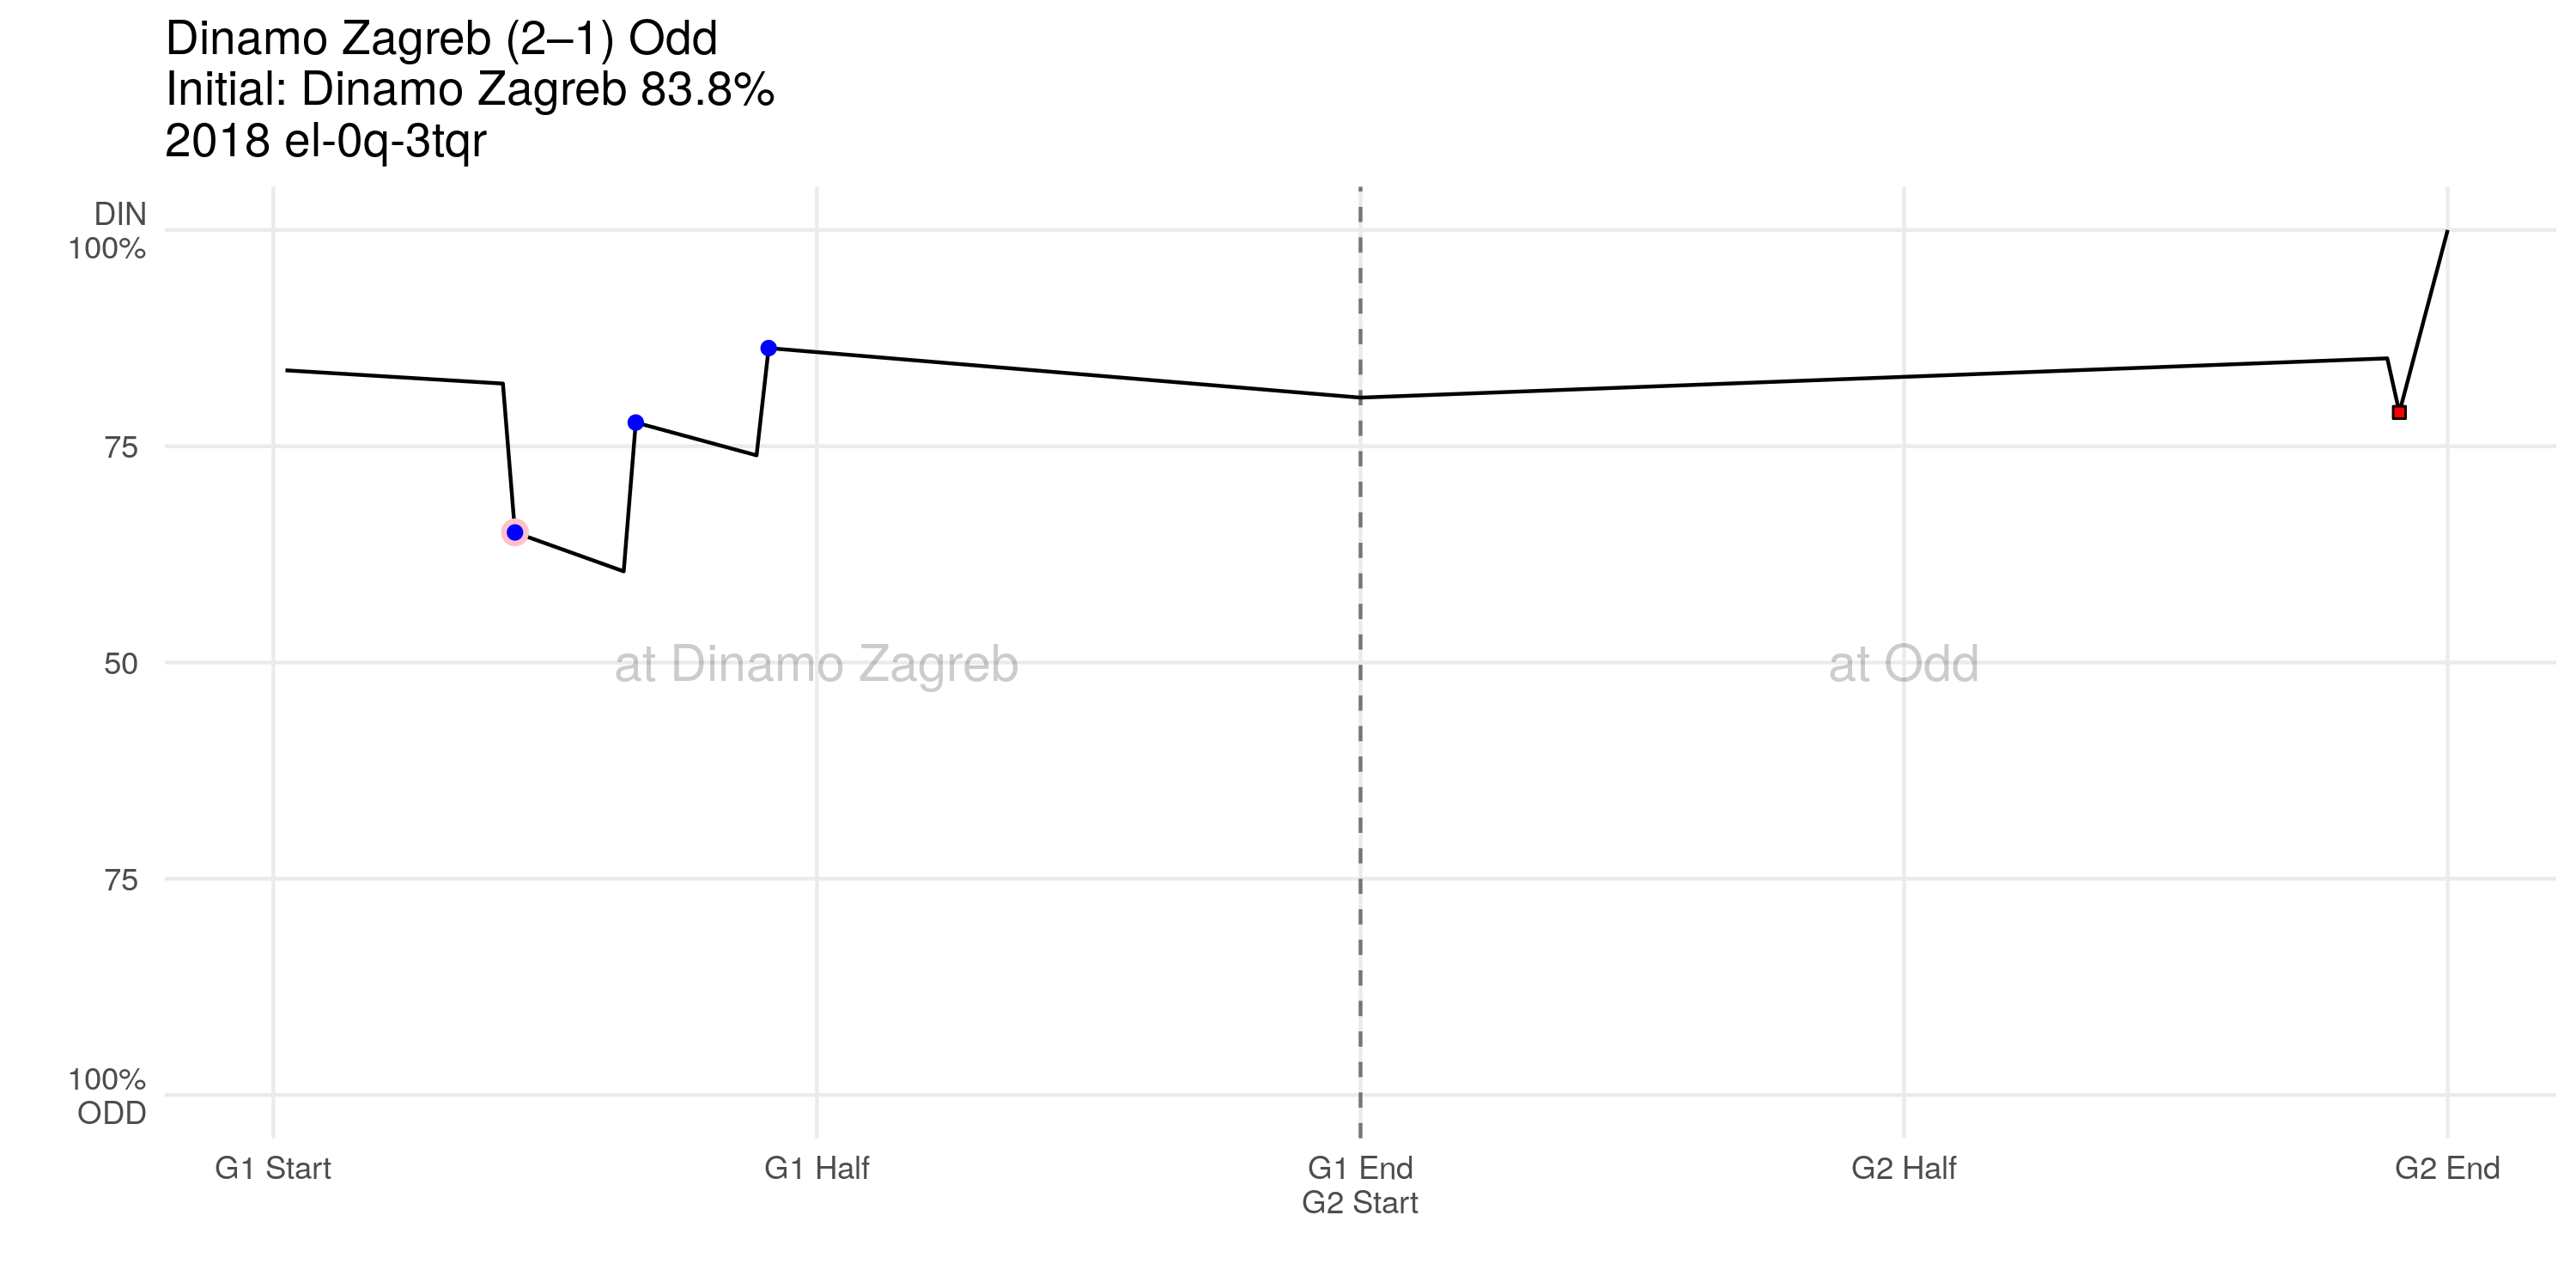 Dinamo Zagreb (2–1) Odd
Initial: Dinamo Zagreb 83.8%
2018 el-0q-3tqr
DIN
100%
75
50
75
100%
ODD
at Dinamo Zagreb
at Odd
G1 Start
G1 Half
G1 End
G2 Start
G2 Half
G2 End